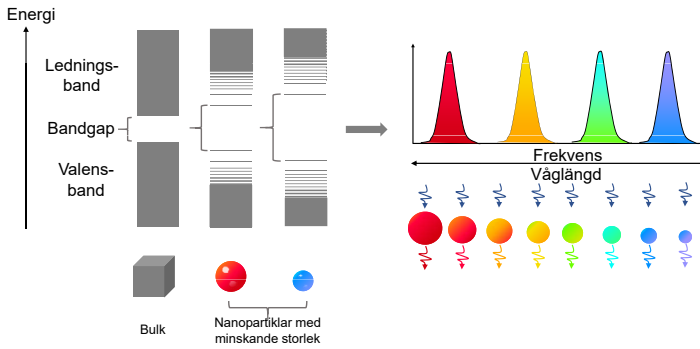 Energi
Lednings-
band
Bandgap
Valens-
band
Bulk
Nanopartiklar med
minskande storlek
Frekvens
Våglängd